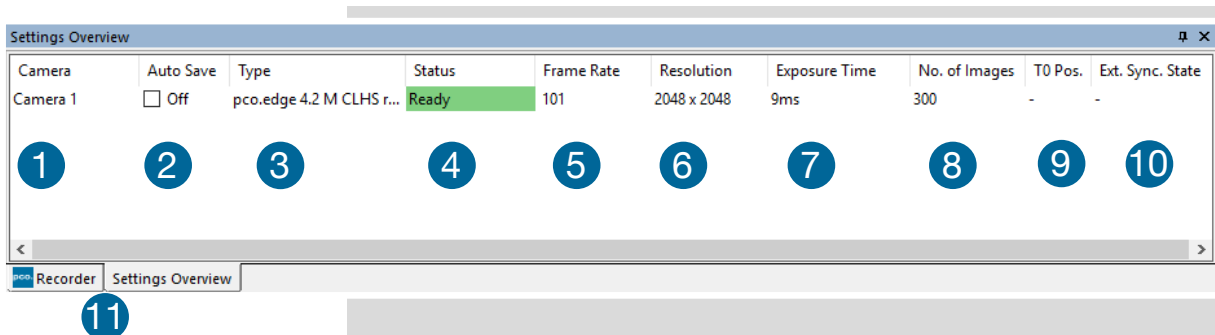 Settings Overview
Camera Auto Save Type Status Frame Rate Resolution Exposure Time No. of Images T0 Pos. Ext. Sync. State
Camera 1 Off pco.edge 4.2 M CLHS r... Ready 101 2048 x 2048 9ms 300 - -
1 2 3 4 5 6 7 8 9 10
pco. Recorder Settings Overview
11